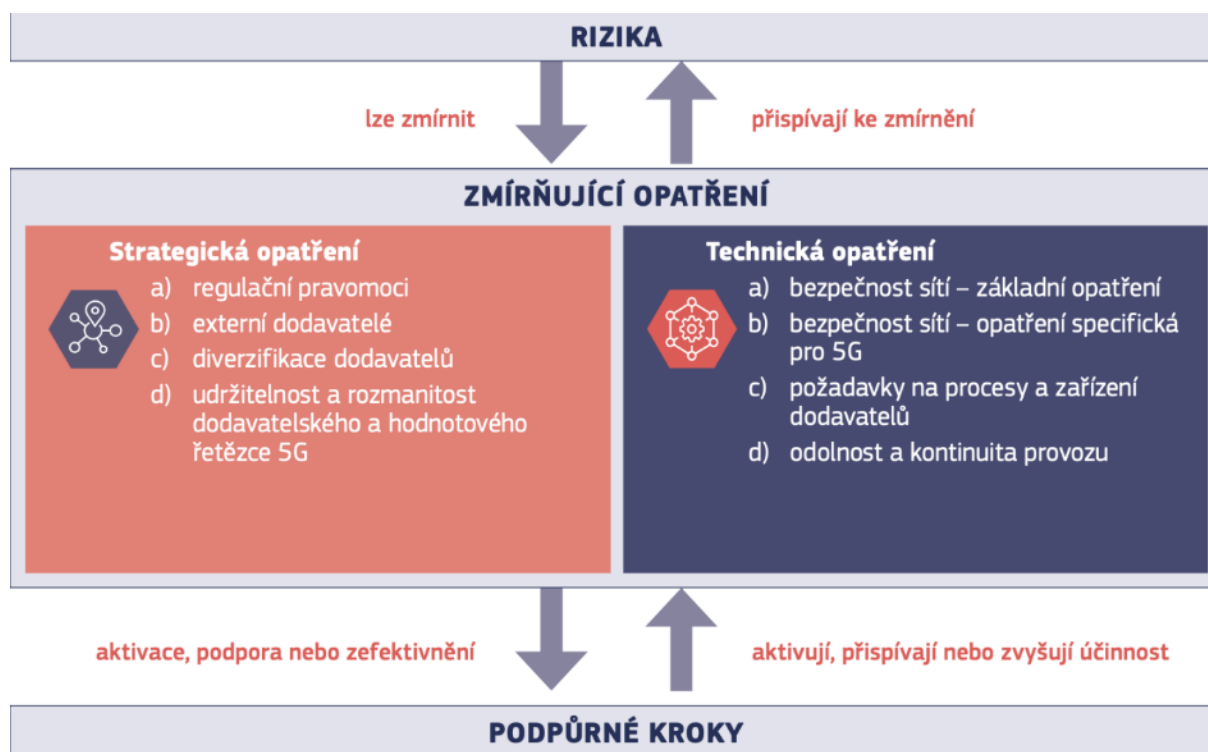 RIZIKA
lze zmírnit
přispívají ke zmírnění
ZMÍRŇUJÍCÍ OPATŘENÍ
Strategická opatření
a) regulační pravomoci
b) externí dodavatelé
c) diverzifikace dodavatelů
d) udržitelnost a rozmanitost
dodavatelského a hodnotového
řetězce 5G
Technická opatření
a) bezpečnost sítí – základní opatření
b) bezpečnost sítí – opatření specifická
pro 5G
c) požadavky na procesy a zařízení
dodavatelů
d) odolnost a kontinuita provozu
aktivace, podpora nebo zefektivnění
aktivují, přispívají nebo zvyšují účinnost
PODPŮRNÉ KROKY